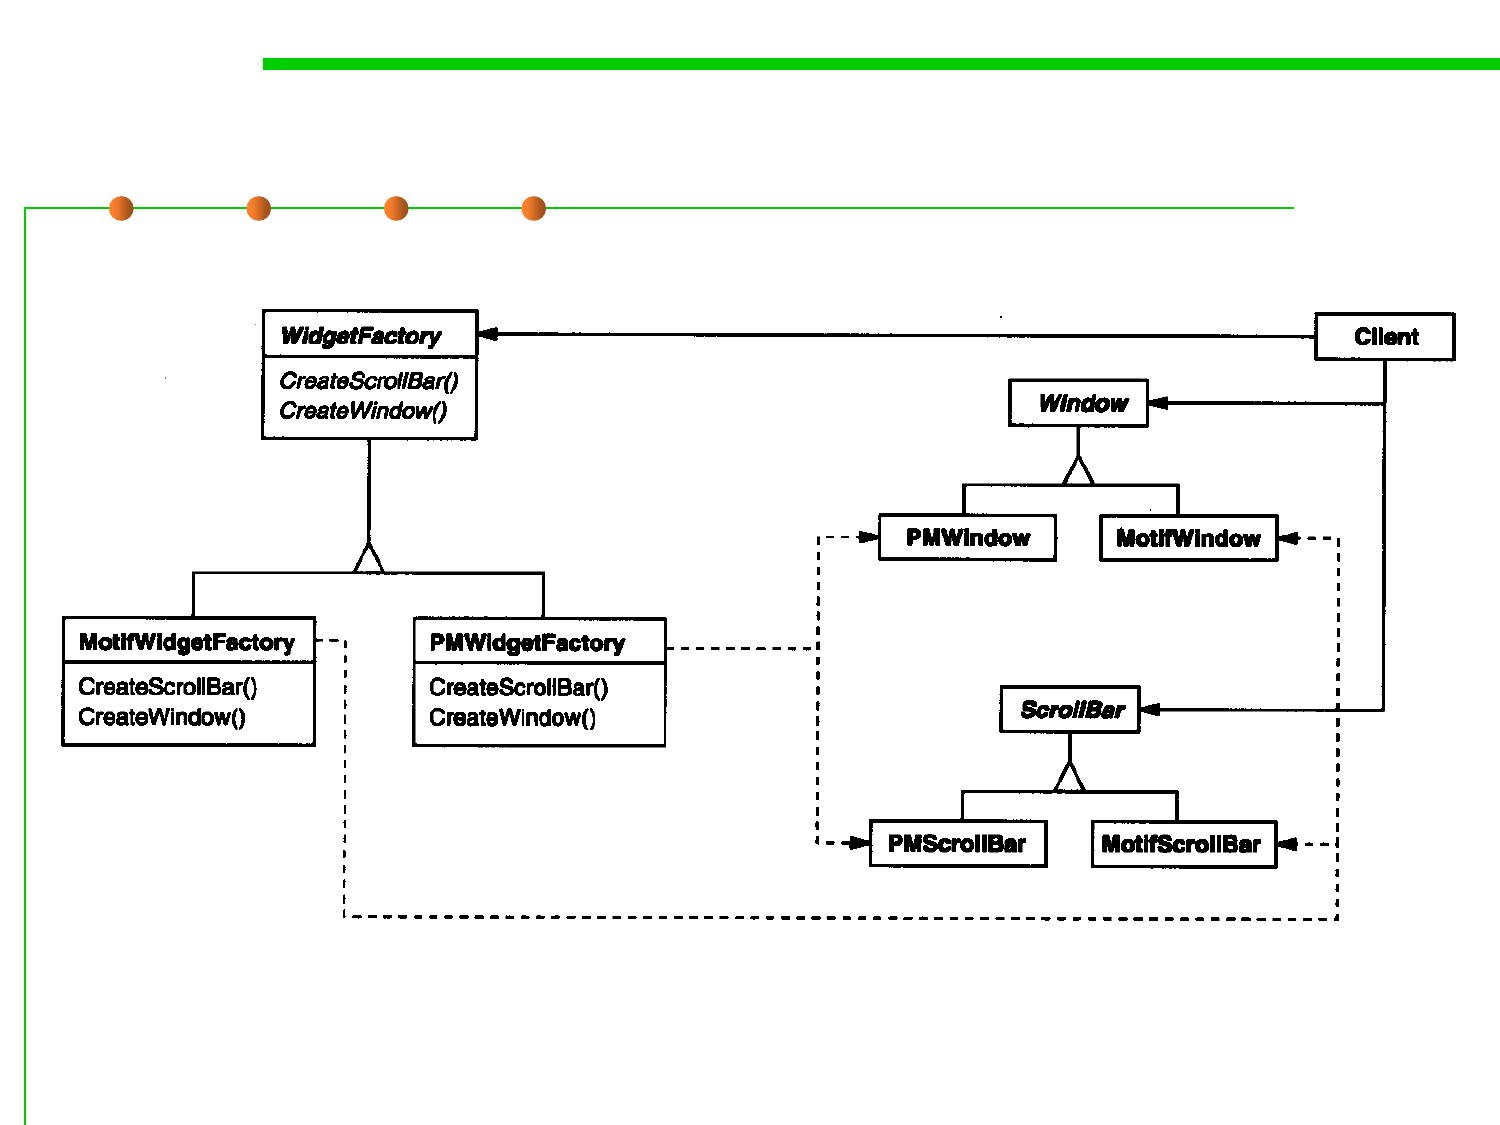 WidgetFactory
CreateScrollBar()
CreateWindow()
Client
Window
PMWindow
MotifWindow
MotifWidgetFactory
CreateScrollBar()
CreateWindow()
PMWidgetFactory
CreateScrollBar()
CreateWindow()
ScrollBar
PMScrollBar
MotifScrollBar